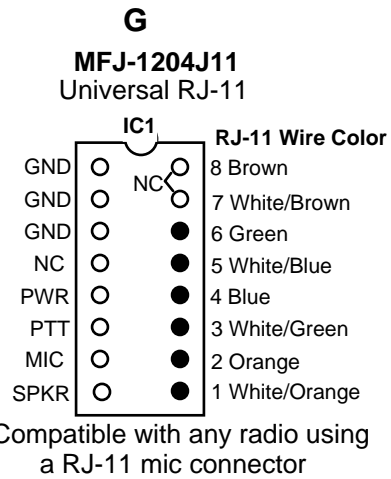 G
MFJ-1204J11
Universal RJ-11
IC1
RJ-11 Wire Color
GND NC 8 Brown
GND 7 White/Brown
GND 6 Green
NC 5 White/Blue
PWR 4 Blue
PTT 3 White/Green
MIC 2 Orange
SPKR 1 White/Orange
Compatible with any radio using
a RJ-11 mic connector